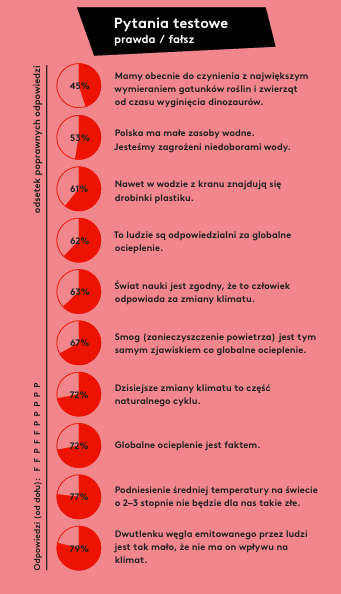 Pytania testowe
prawda / fałsz
odsetek poprawnych odpowiedzi
45%
Mamy obecnie do czynienia z największym
wymieraniem gatunków roślin i zwierząt
od czasu wyginięcia dinozaurów.
53%
Polska ma małe zasoby wodne.
Jesteśmy zagrożeni niedoborami wody.
61%
Nawet w wodzie z kranu znajdują się
drobinki plastiku.
62%
To ludzie są odpowiedzialni za globalne
ocieplenie.
63%
Świat nauki jest zgodny, że to człowiek
odpowiada za zmiany klimatu.
67%
Smog (zanieczyszczenie powietrza) jest tym
samym zjawiskiem co globalne ocieplenie.
72%
Dzisiejsze zmiany klimatu to część
naturalnego cyklu.
72%
Globalne ocieplenie jest faktem.
77%
Podniesienie średniej temperatury na świecie
o 2–3 stopnie nie będzie dla nas takie złe.
79%
Dwutlenku węgla emitowanego przez ludzi
jest tak mało, że nie ma on wpływu na
klimat.
Odpowiedzi (od dołu): F F P F F P P P P P